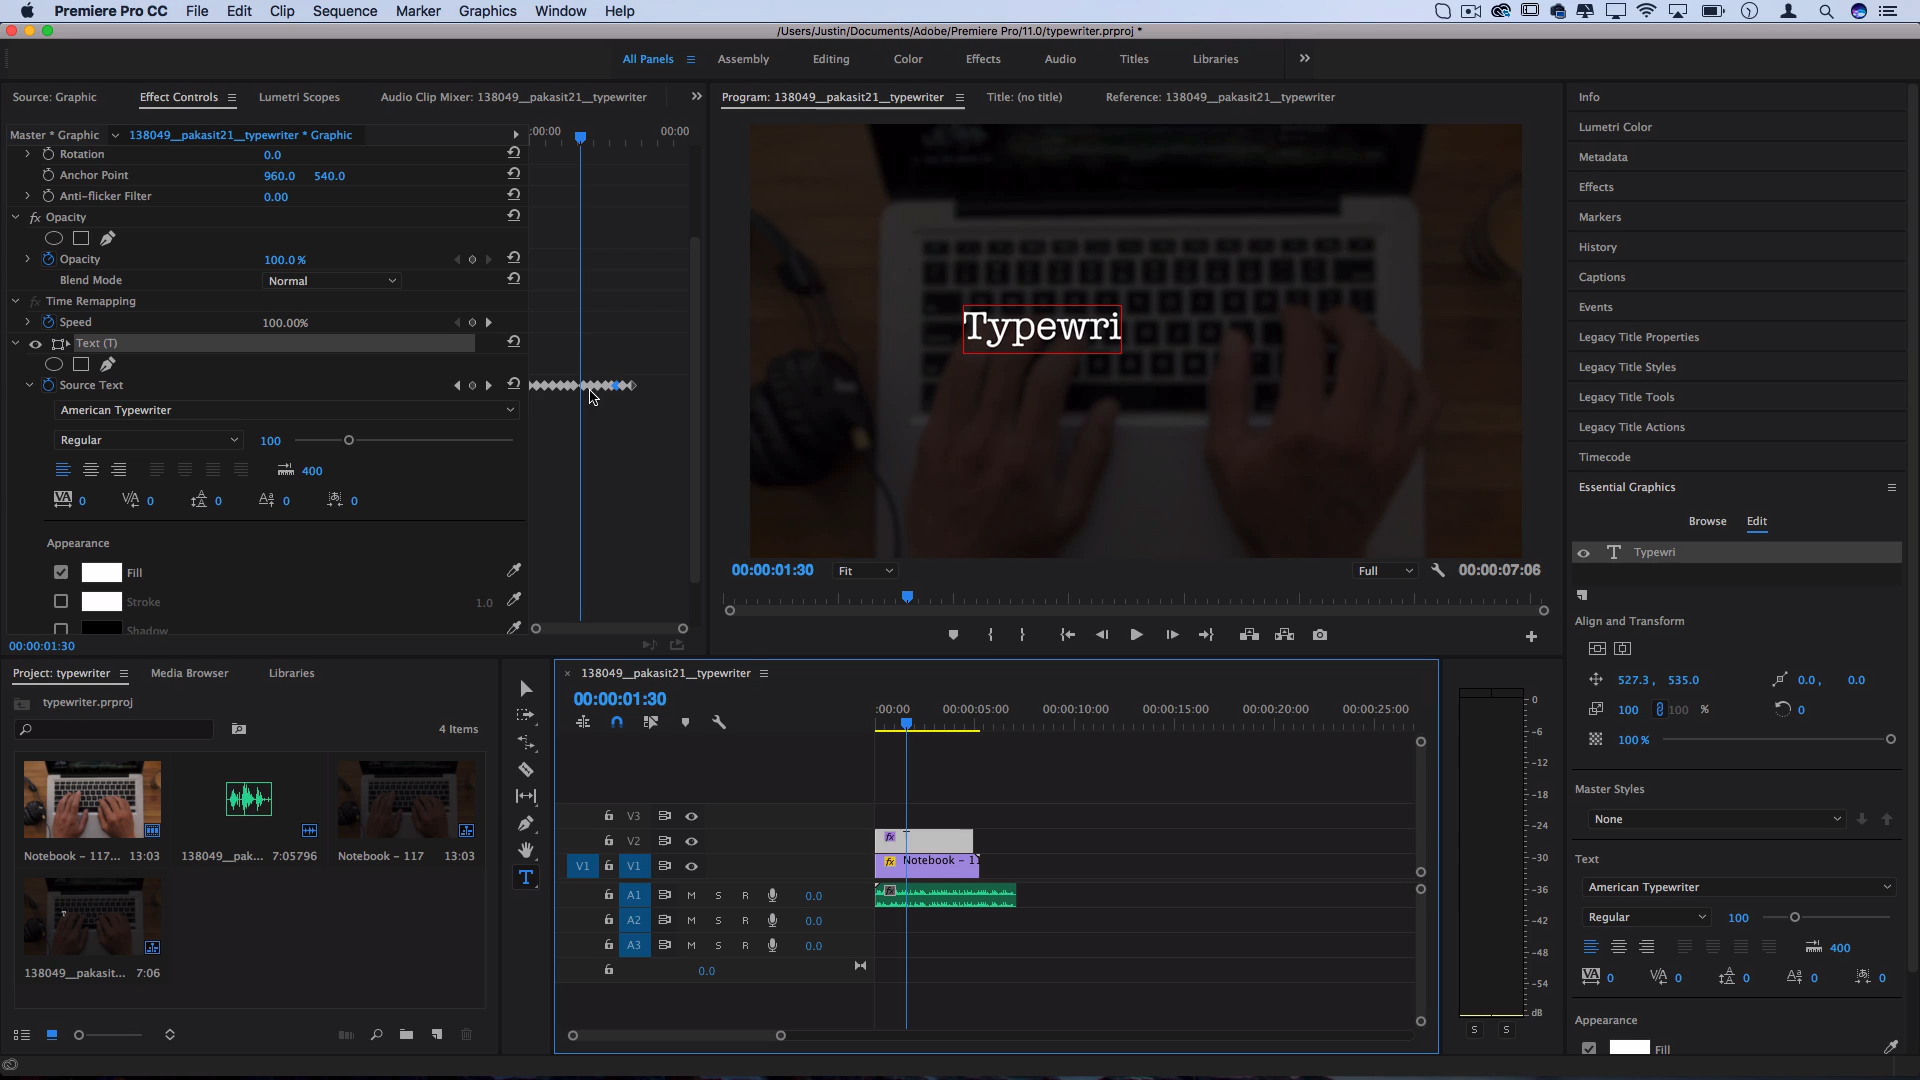 Premiere Pro CC File Edit Clip Sequence Marker Graphics Window Help
/Users/Justin/Documents/Adobe/Premiere Pro/11.0/typewriter.prproj *
All Panels Assembly Editing Color Effects Audio Titles Libraries
Source: Graphic Effect Controls Lumetri Scopes Audio Clip Mixer: 138049__pakasit21__typewriter
Master * Graphic 138049__pakasit21__typewriter * Graphic
:00:00 00:00
Rotation 0.0
Anchor Point 960.0 540.0
Anti-flicker Filter 0.00
fx Opacity
Opacity 100.0 %
Blend Mode Normal
fx Time Remapping
Speed 100.00%
Text (T)
Source Text
American Typewriter
Regular 100
400
VA 0 VA 0 0 0 0
Appearance
Fill
Stroke 1.0
Shadow
00:00:01:30
Program: 138049__pakasit21__typewriter Title: (no title) Reference: 138049__pakasit21__typewriter
Typewri
00:00:01:30 Fit Full 00:00:07:06
Info
Lumetri Color
Metadata
Effects
Markers
History
Captions
Events
Legacy Title Properties
Legacy Title Styles
Legacy Title Tools
Legacy Title Actions
Timecode
Essential Graphics
Browse Edit
T Typewri
Align and Transform
527.3 , 535.0 0.0 , 0.0
100 100 % 0
100 %
Master Styles
None
Text
American Typewriter
Regular 100
400
VA 0 VA 0 0 0 0
Appearance
Fill
Project: typewriter Media Browser Libraries
typewriter.prproj
4 Items
Notebook - 117... 13:03 138049__pak... 7:05796 Notebook - 117 13:03
138049__pakasit... 7:06
138049__pakasit21__typewriter
00:00:01:30
:00:00 00:00:05:00 00:00:10:00 00:00:15:00 00:00:20:00 00:00:25:00
V3
V2 fx
V1 V1 fx Notebook - 11
A1 M S R 0.0 fx
A2 M S R 0.0
A3 M S R 0.0
0.0
0
-6
-12
-18
-24
-30
-36
-42
-48
-54
dB
S S